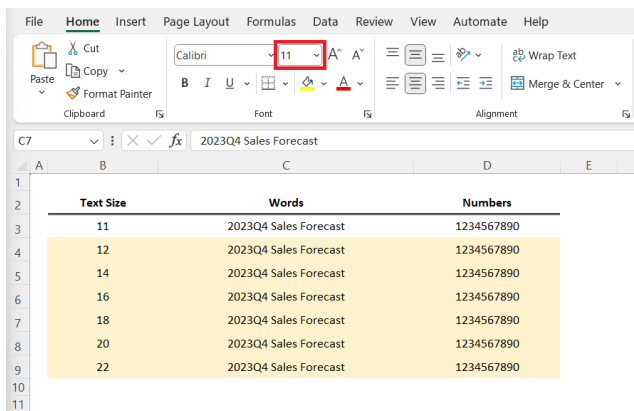 File Home Insert Page Layout Formulas Data Review View Automate Help
Paste
Cut
Copy
Format Painter
Clipboard
Calibri 11 A^ Aˇ
B I U A
Font
ab Wrap Text
Merge & Center
Alignment
C7 fx 2023Q4 Sales Forecast
A B C D E
1
2 Text Size Words Numbers
3 11 2023Q4 Sales Forecast 1234567890
4 12 2023Q4 Sales Forecast 1234567890
5 14 2023Q4 Sales Forecast 1234567890
6 16 2023Q4 Sales Forecast 1234567890
7 18 2023Q4 Sales Forecast 1234567890
8 20 2023Q4 Sales Forecast 1234567890
9 22 2023Q4 Sales Forecast 1234567890
10
11